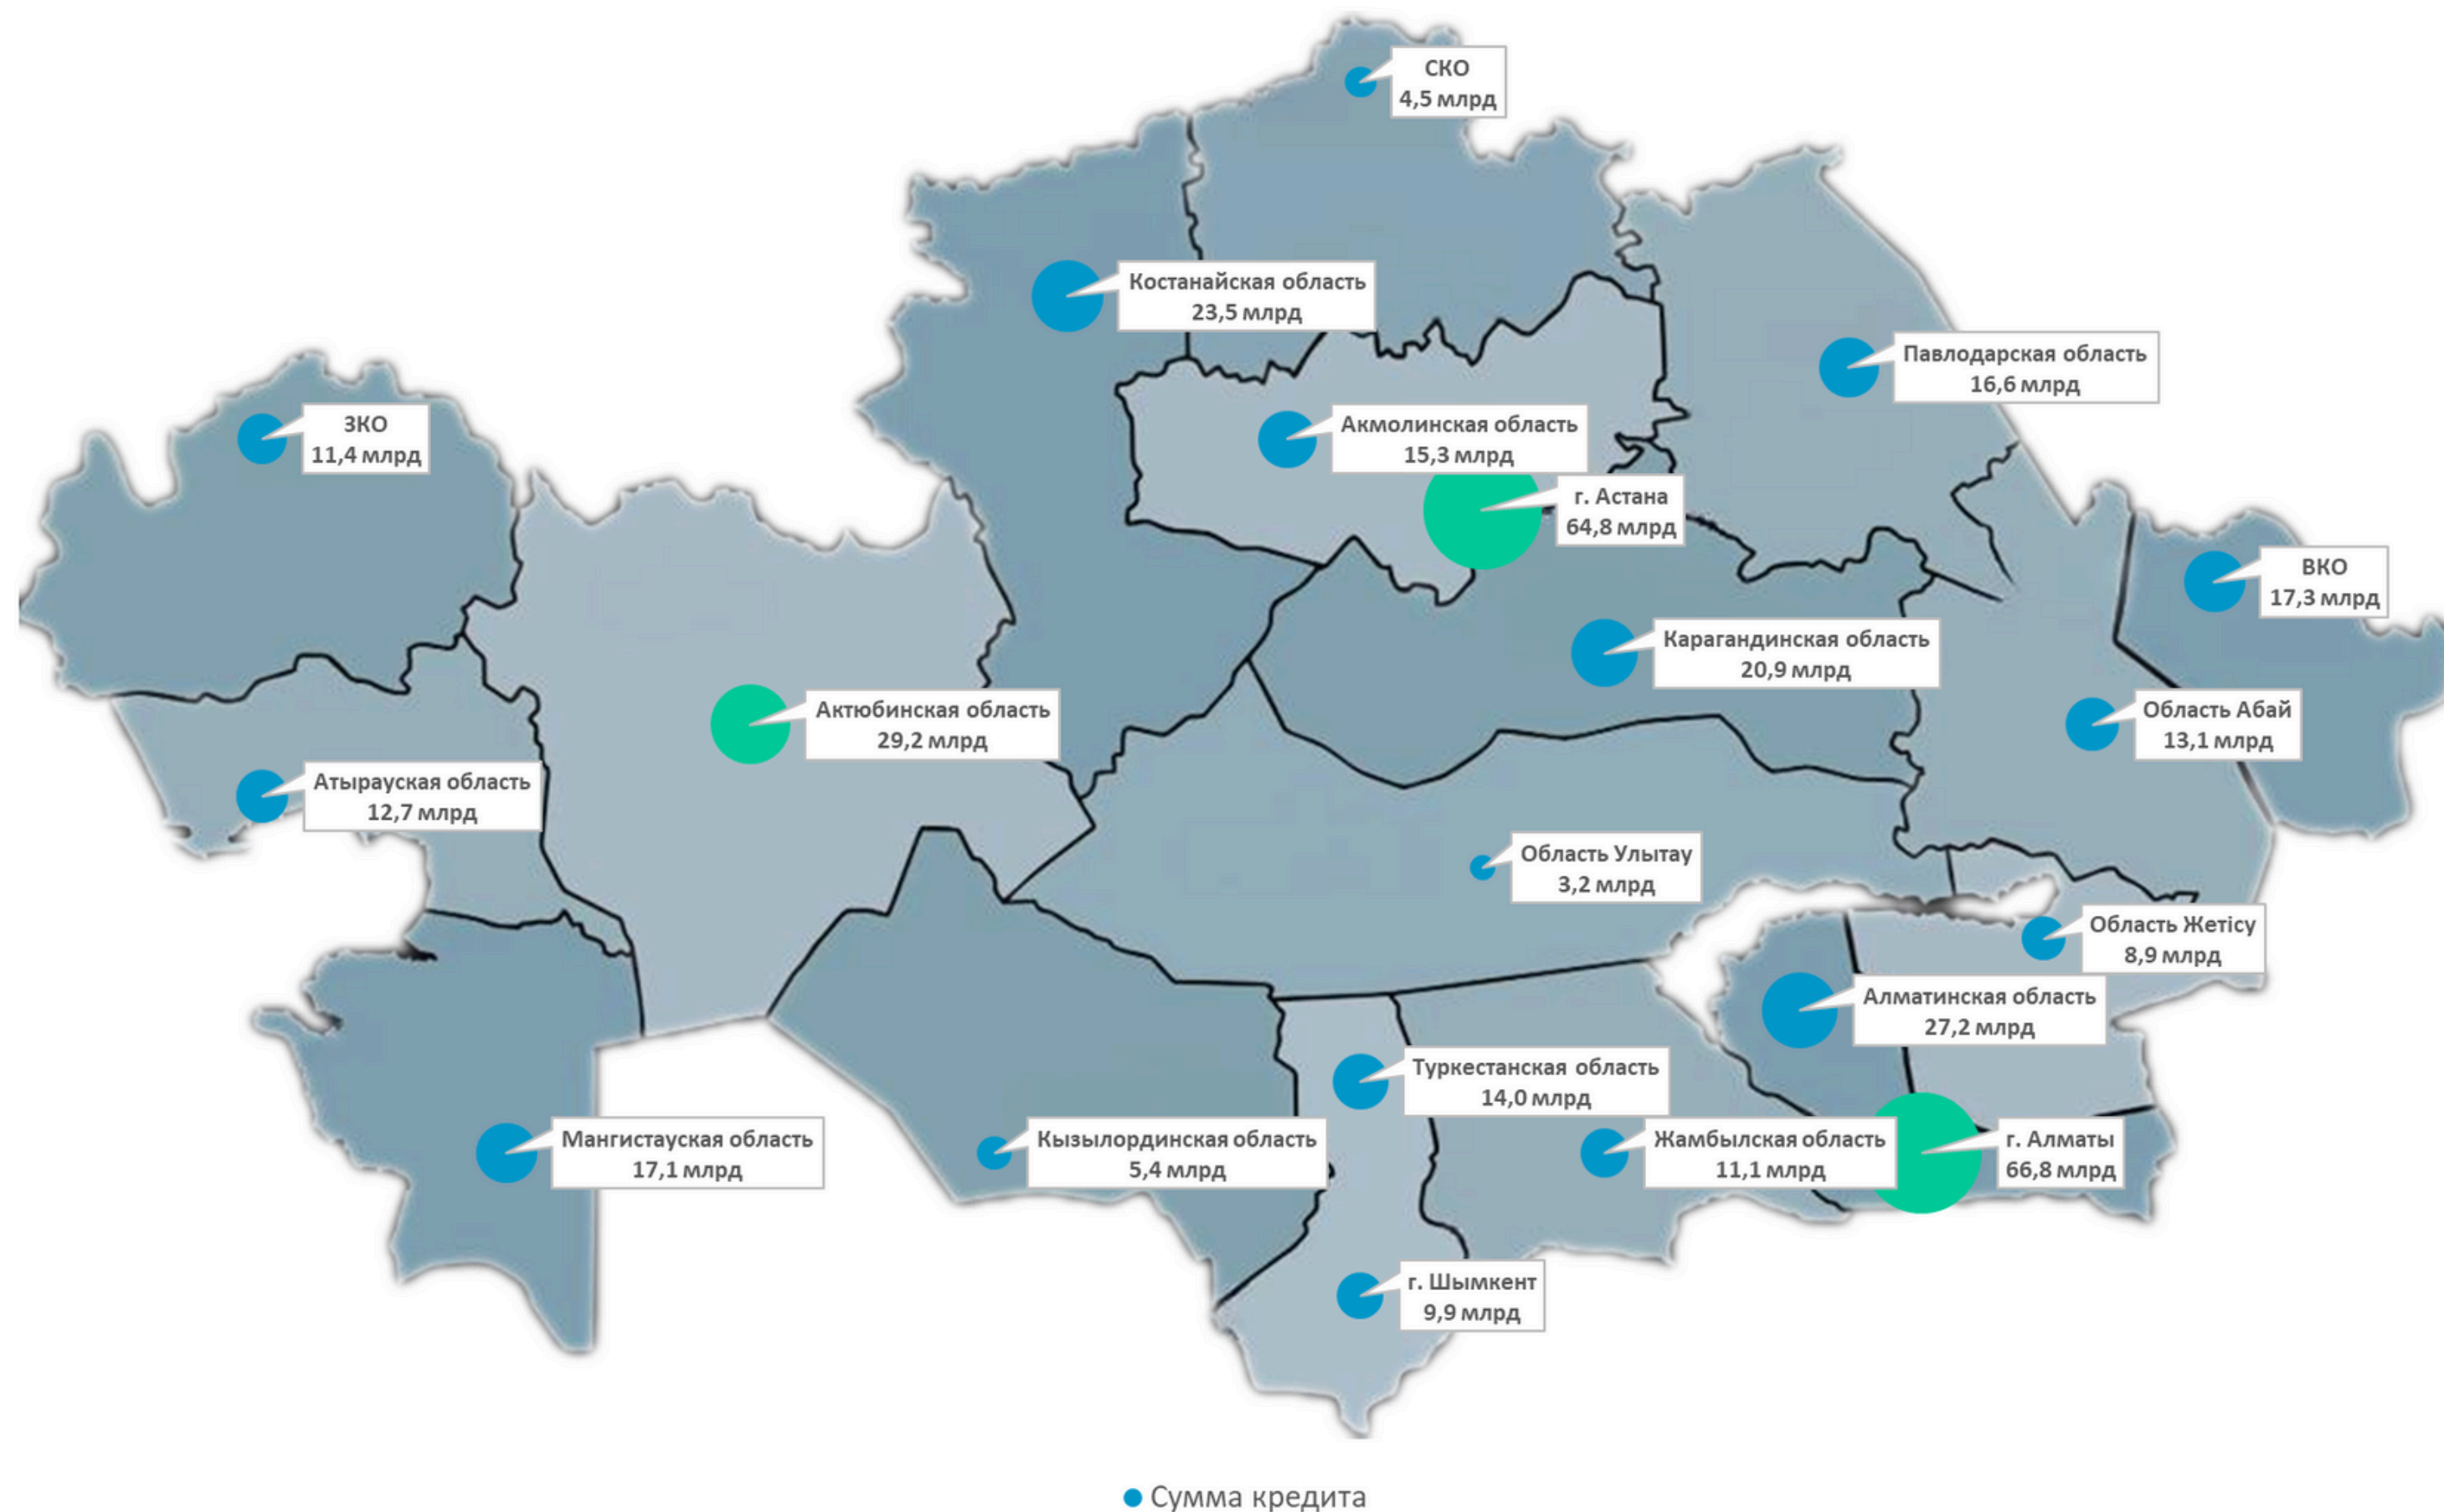 СКО
4,5 млрд
Костанайская область
23,5 млрд
Павлодарская область
16,6 млрд
ЗКО
11,4 млрд
Акмолинская область
15,3 млрд
г. Астана
64,8 млрд
ВКО
17,3 млрд
Карагандинская область
20,9 млрд
Актюбинская область
29,2 млрд
Область Абай
13,1 млрд
Атырауская область
12,7 млрд
Область Улытау
3,2 млрд
Область Жетісу
8,9 млрд
Алматинская область
27,2 млрд
Туркестанская область
14,0 млрд
Мангистауская область
17,1 млрд
Кызылординская область
5,4 млрд
Жамбылская область
11,1 млрд
г. Алматы
66,8 млрд
г. Шымкент
9,9 млрд
Сумма кредита